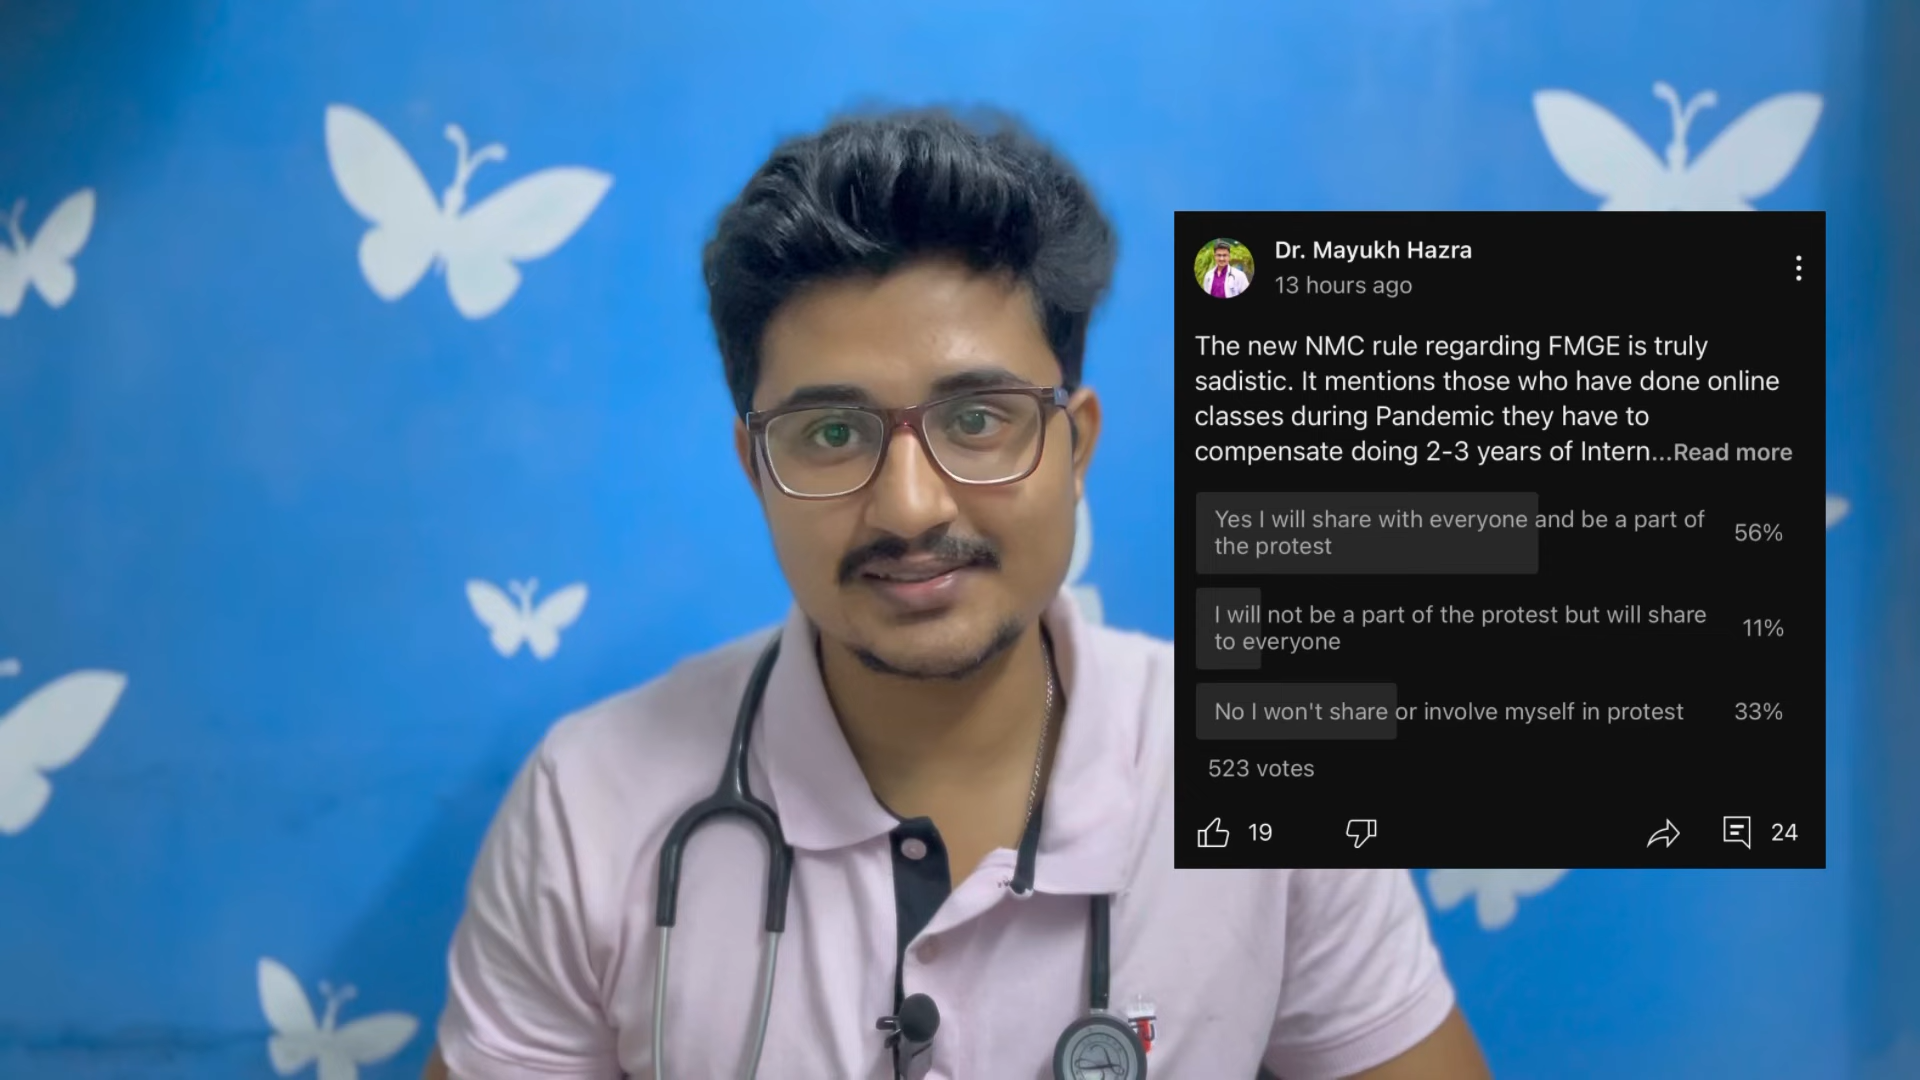 Dr. Mayukh Hazra
13 hours ago
The new NMC rule regarding FMGE is truly
sadistic. It mentions those who have done online
classes during Pandemic they have to
compensate doing 2-3 years of Intern...Read more
Yes I will share with everyone and be a part of
the protest
56%
I will not be a part of the protest but will share
to everyone
11%
No I won't share or involve myself in protest
33%
523 votes
19
24